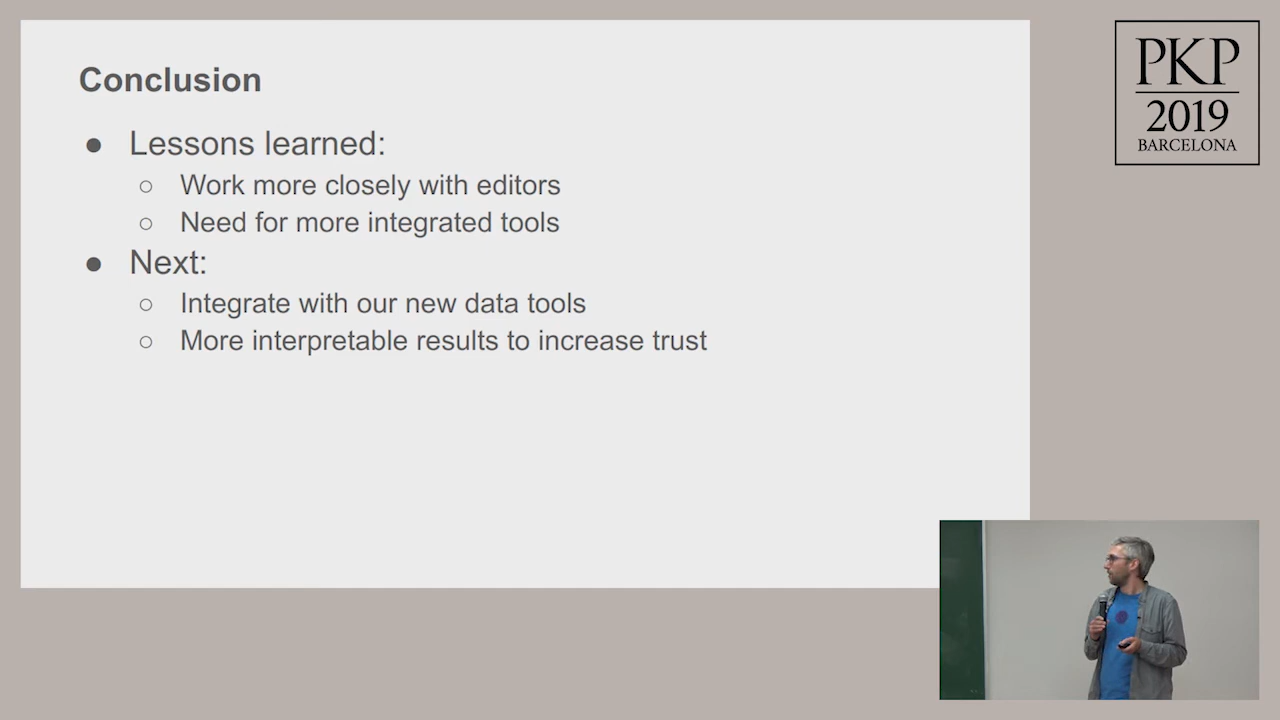 Conclusion
● Lessons learned:
○ Work more closely with editors
○ Need for more integrated tools
● Next:
○ Integrate with our new data tools
○ More interpretable results to increase trust
PKP
2019
BARCELONA